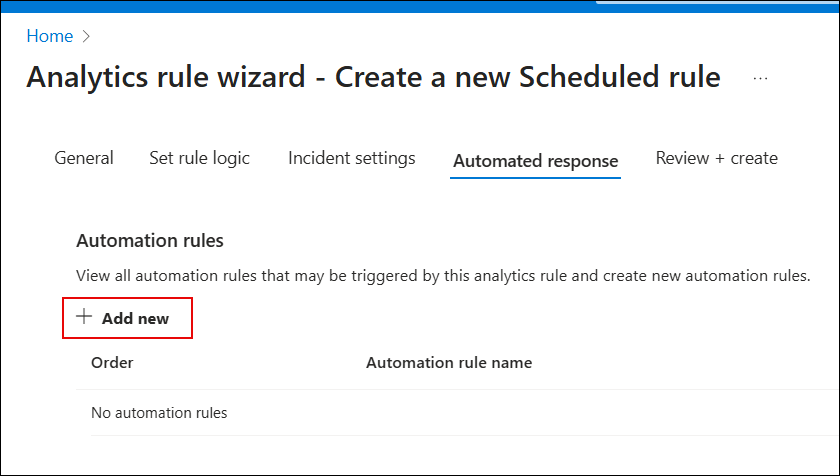 Home >
Analytics rule wizard - Create a new Scheduled rule ...
General Set rule logic Incident settings Automated response Review + create
Automation rules
View all automation rules that may be triggered by this analytics rule and create new automation rules.
+ Add new
Order Automation rule name
No automation rules